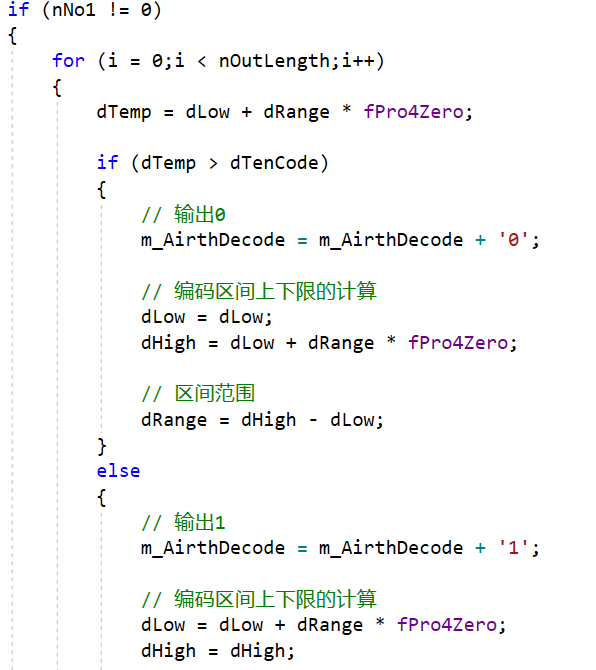 if (nNo1 != 0)
{
for (i = 0;i < nOutLength;i++)
{
dTemp = dLow + dRange * fPro4Zero;
if (dTemp > dTenCode)
{
// 输出0
m_AirthDecode = m_AirthDecode + '0';
// 编码区间上下限的计算
dLow = dLow;
dHigh = dLow + dRange * fPro4Zero;
// 区间范围
dRange = dHigh - dLow;
}
else
{
// 输出1
m_AirthDecode = m_AirthDecode + '1';
// 编码区间上下限的计算
dLow = dLow + dRange * fPro4Zero;
dHigh = dHigh;